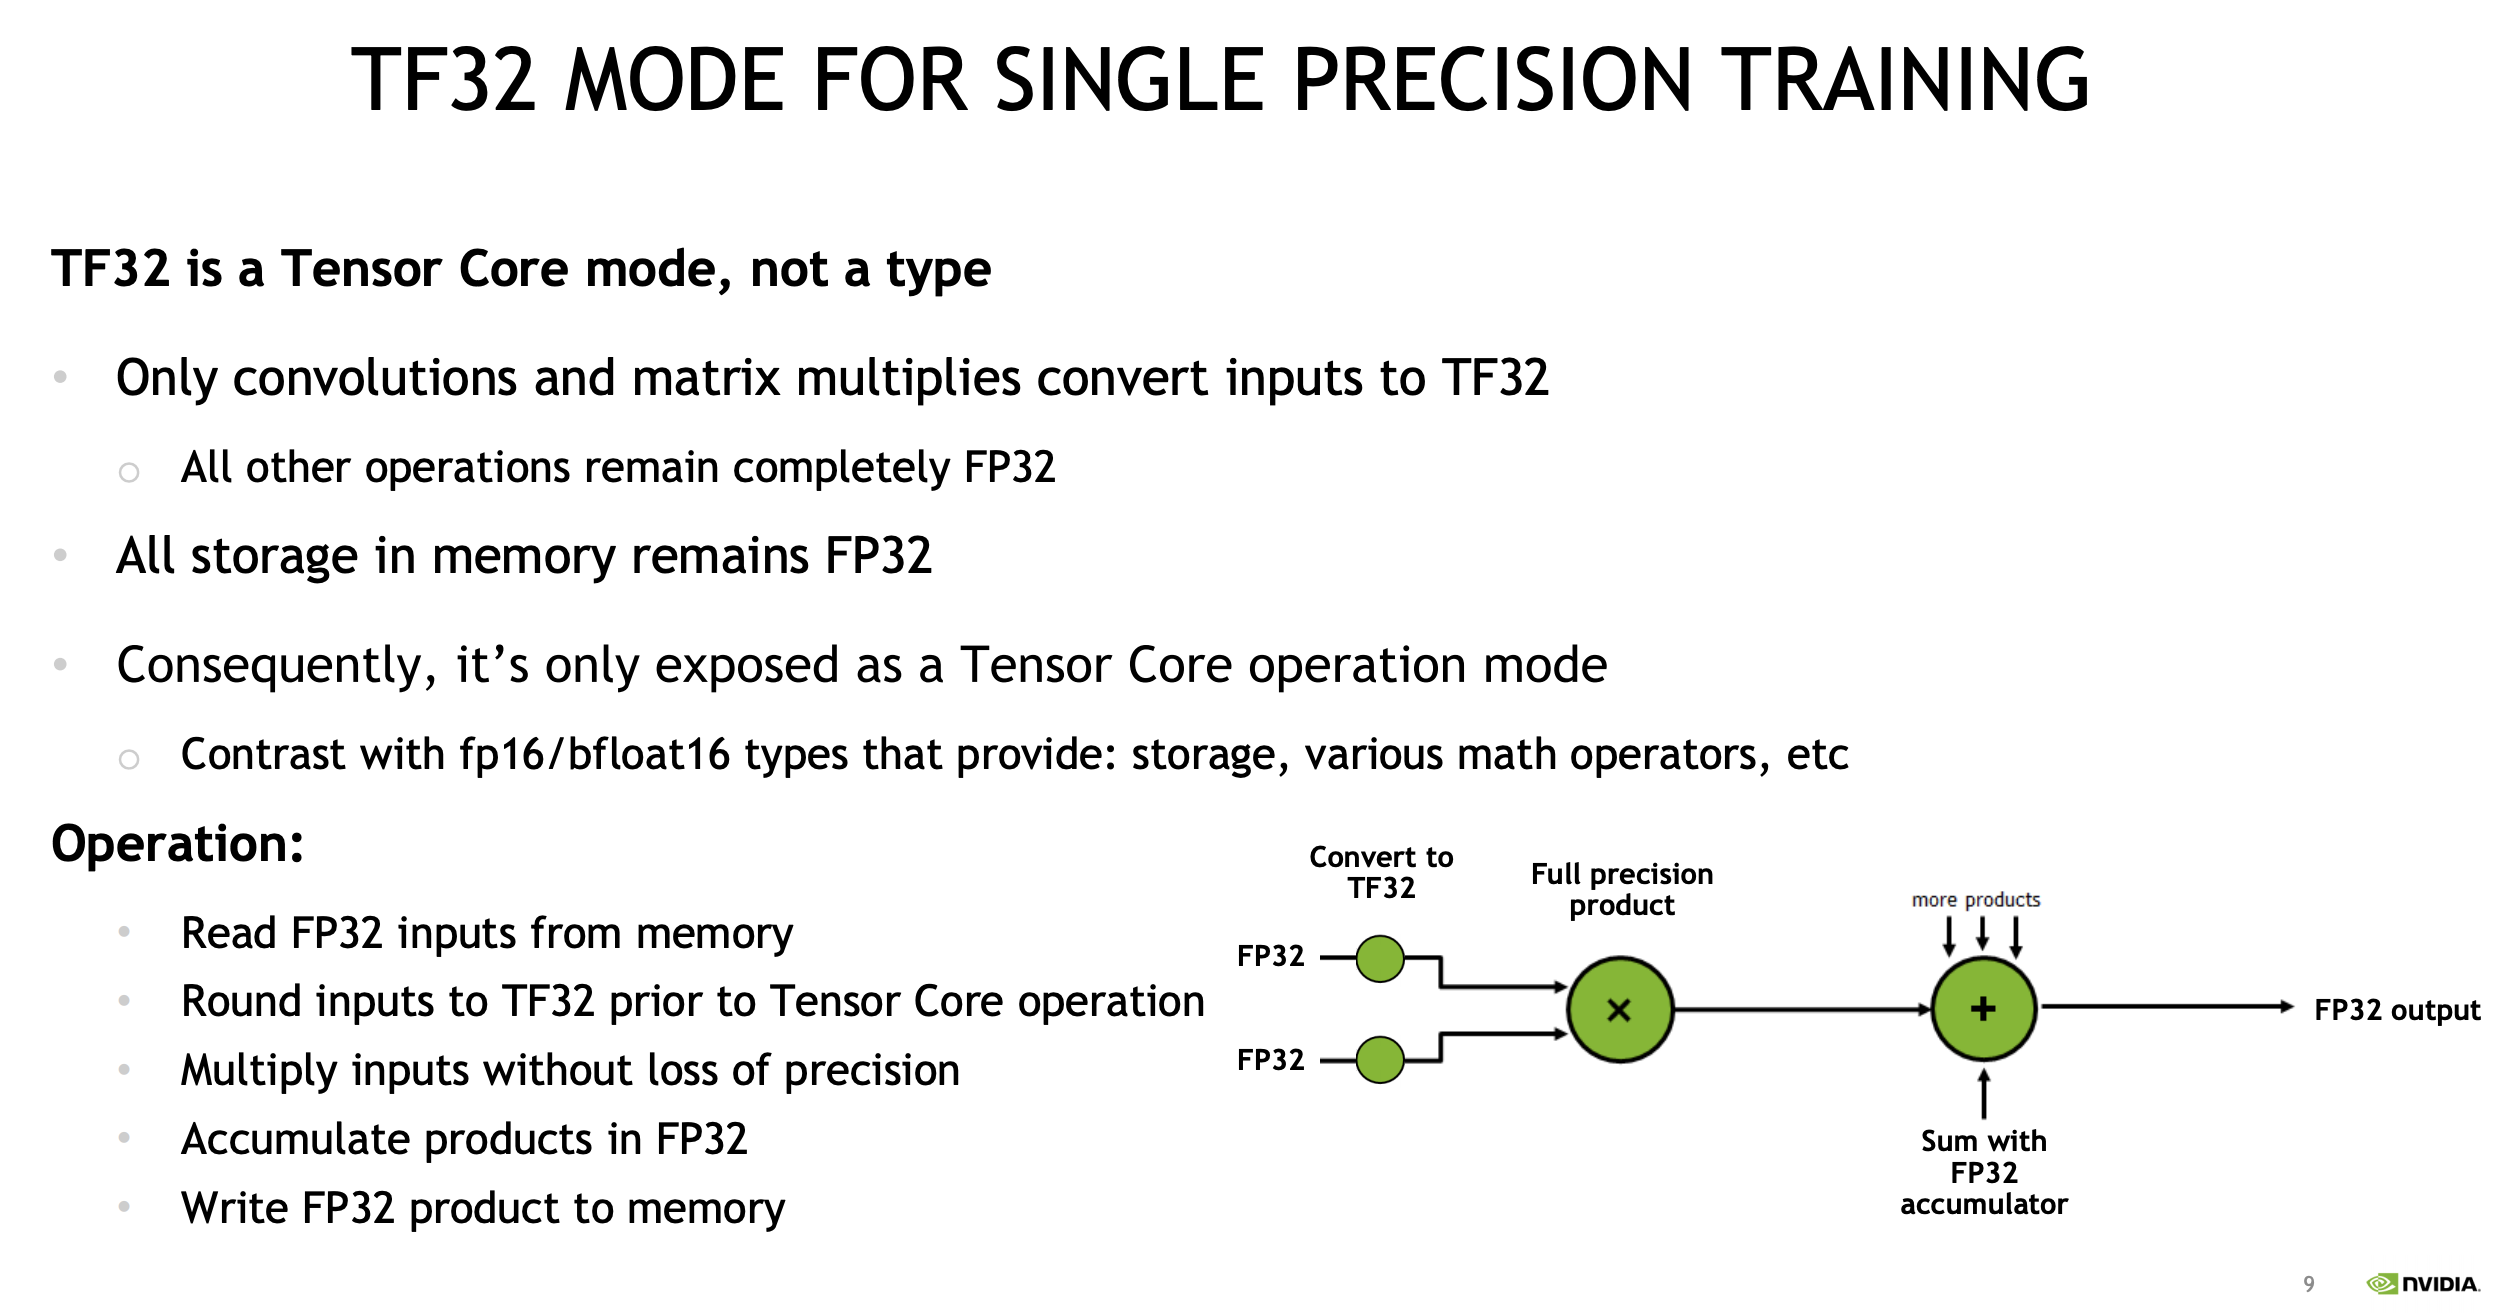 TF32 MODE FOR SINGLE PRECISION TRAINING
TF32 is a Tensor Core mode, not a type
• Only convolutions and matrix multiplies convert inputs to TF32
○ All other operations remain completely FP32
• All storage in memory remains FP32
• Consequently, it’s only exposed as a Tensor Core operation mode
○ Contrast with fp16/bfloat16 types that provide: storage, various math operators, etc
Operation:
• Read FP32 inputs from memory
• Round inputs to TF32 prior to Tensor Core operation
• Multiply inputs without loss of precision
• Accumulate products in FP32
• Write FP32 product to memory
Convert to
TF32
Full precision
product
more products
FP32
FP32
×
+
FP32 output
Sum with
FP32
accumulator
9
NVIDIA.